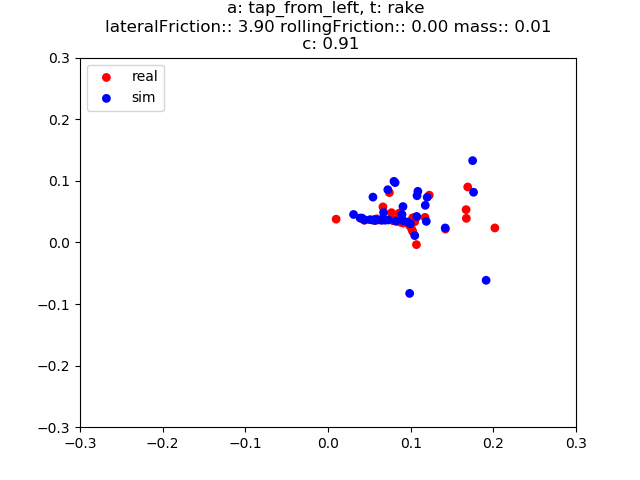 a: tap_from_left, t: rake
lateralFriction:: 3.90 rollingFriction:: 0.00 mass:: 0.01
c: 0.91
real
sim
0.3
0.2
0.1
0.0
−0.1
−0.2
−0.3
−0.3
−0.2
−0.1
0.0
0.1
0.2
0.3